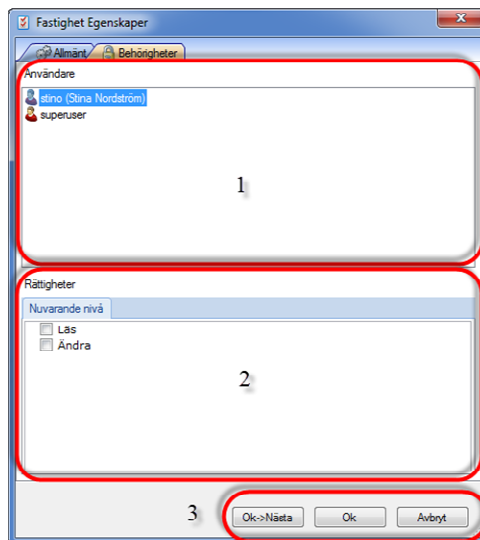 Fastighet Egenskaper
Allmänt Behörigheter
Användare
stino (Stina Nordström)
superuser
1
Rättigheter
Nuvarande nivå
Läs
Ändra
2
3
Ok->Nästa Ok Avbryt